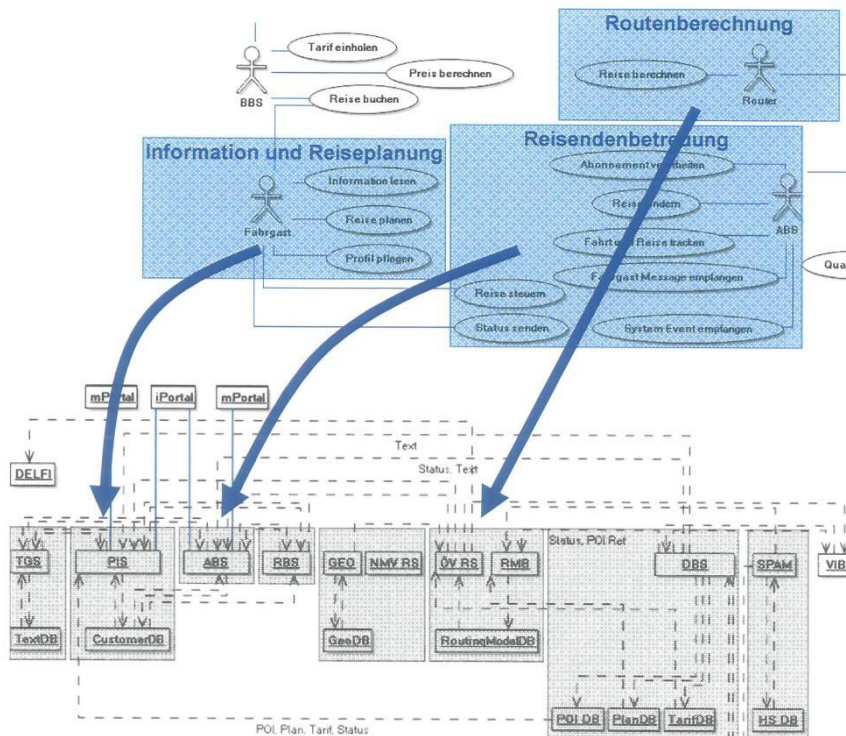 Routenberechnung
Tarif einholen
Preis berechnen
Reise berechnen
BBS
Reise buchen
Router
Information und Reiseplanung
Reisendenbetreuung
Information lesen
Reise planen
ABS
Fahrgast
Fahrt und Reise tracken
Profil pflegen
Fahrgast Message empfangen
Qua
Reise steuern
Status senden
System Event empfangen
mPortal
iPortal
mPortal
Text
Status, Text
DELFI
Status, POI Ref
TGS
PIS
ABS
RBS
GEO
NMV RS
ÖV RS
RMB
DBS
SPAM
VIB
TextDB
CustomerDB
GeoDB
RoutingModelDB
POI DB
PlanDB
TarifDB
HS DB
POI, Plan, Tarif, Status